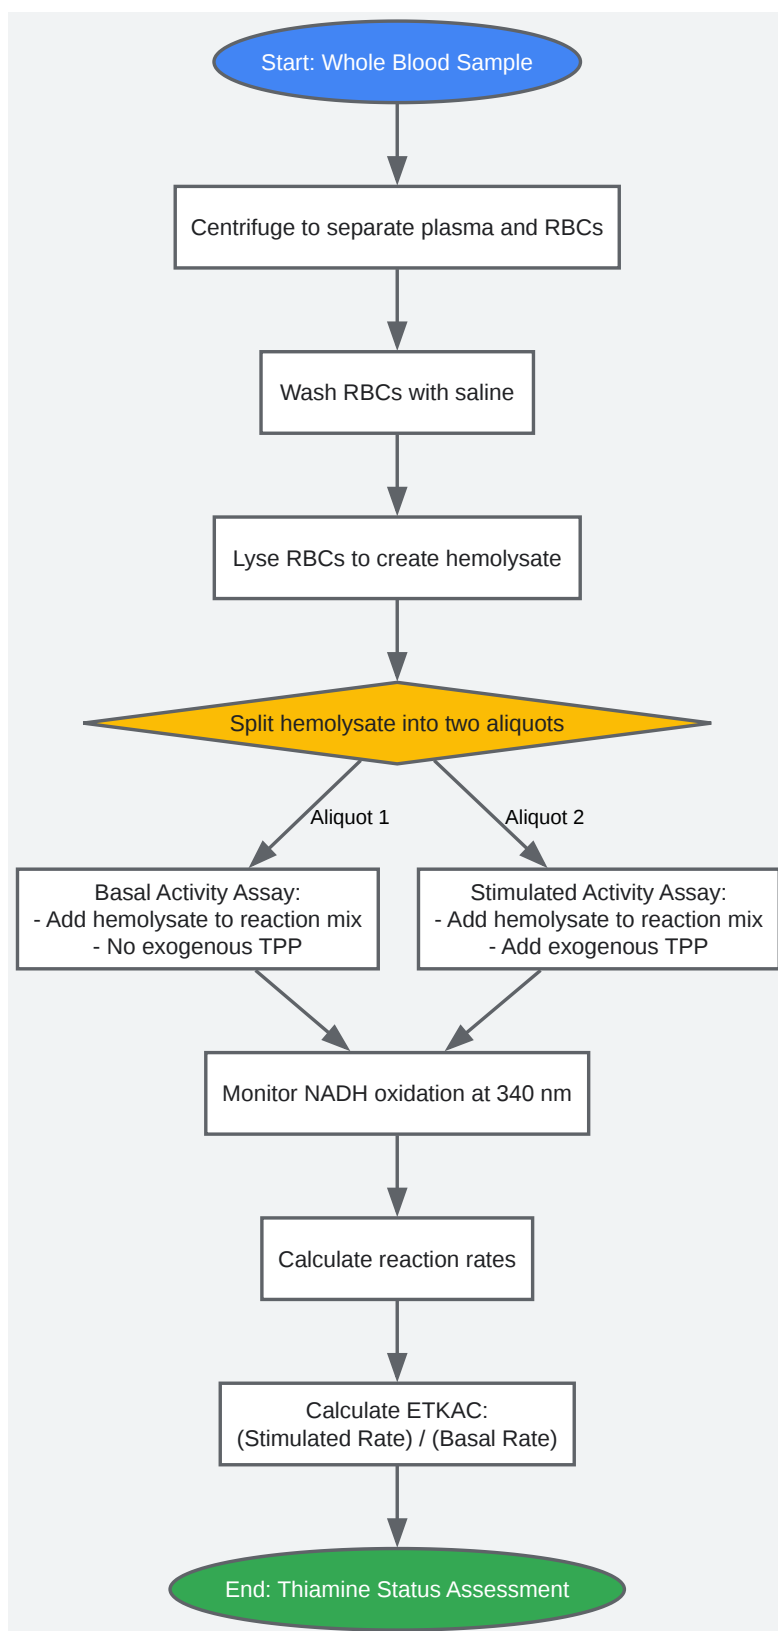 Start: Whole Blood Sample
Centrifuge to separate plasma and RBCs
Wash RBCs with saline
Lyse RBCs to create hemolysate
Split hemolysate into two aliquots
Aliquot 1
Aliquot 2
Basal Activity Assay:
- Add hemolysate to reaction mix
- No exogenous TPP
Stimulated Activity Assay:
- Add hemolysate to reaction mix
- Add exogenous TPP
Monitor NADH oxidation at 340 nm
Calculate reaction rates
Calculate ETKAC:
(Stimulated Rate) / (Basal Rate)
End: Thiamine Status Assessment